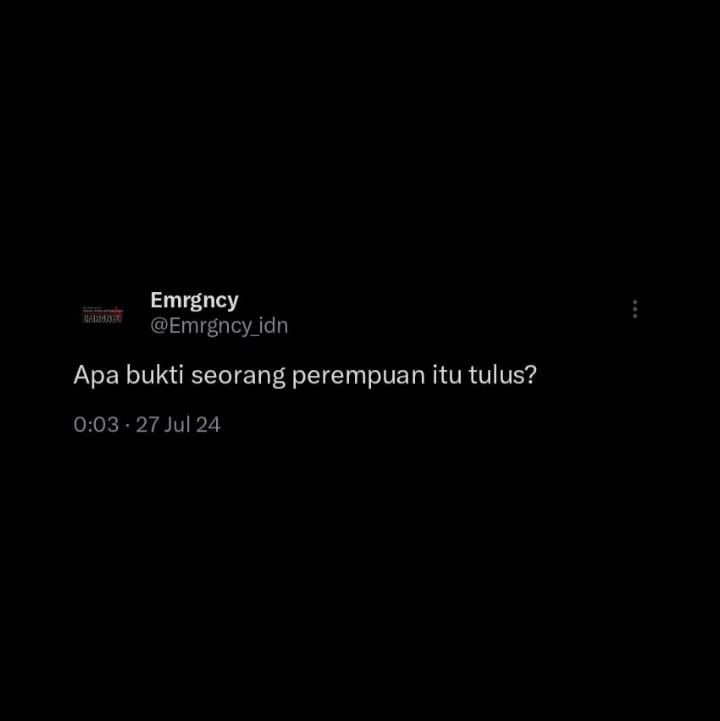 Emrgncy
@Emrgncy_idn
Apa bukti seorang perempuan itu tulus?
0:03 · 27 Jul 24